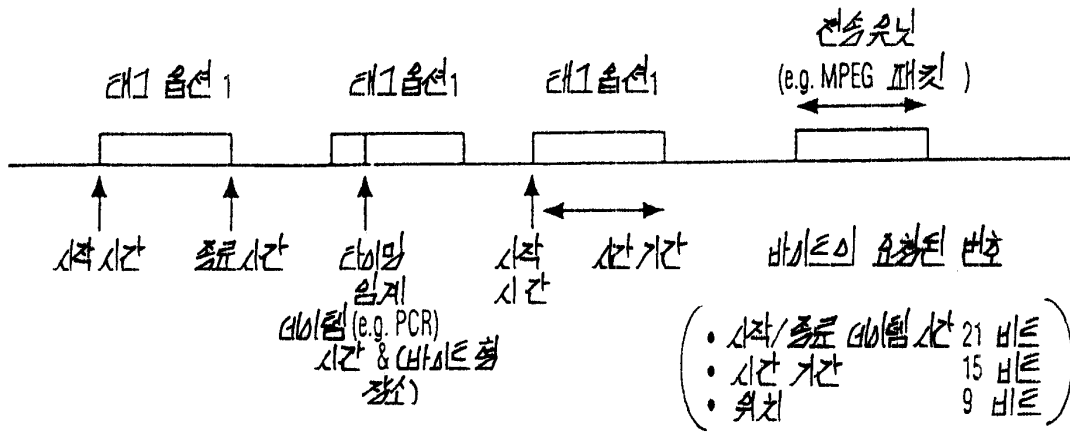 전송 유닛
(e.g. MPEG 패킷 )
태그 옵션 1
태그 옵션 1
태그 옵션 1
시작 시간
종료 시간
타이밍
임계
데이템 (e.g. PCR)
시간 & (바이트
장소)
시작
시간
시간 기간
바이트의 요청된 번호
• 시작/종료 데이템 시간 21 비트
• 시간 기간 15 비트
• 위치 9 비트